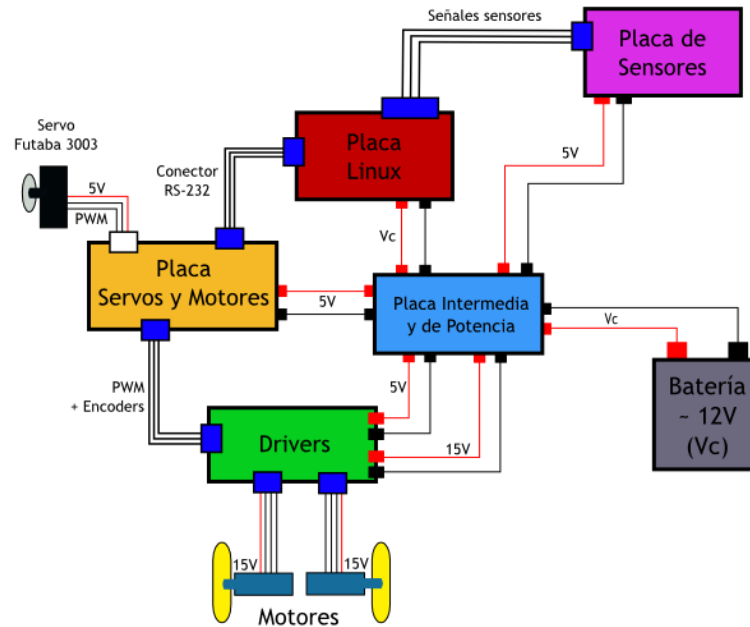 Señales sensores
Placa de
Sensores
Servo
Futaba 3003
Placa
Linux
Conector
RS-232
5V
5V
PWM
Vc
Placa
Servos y Motores
5V
Placa Intermedia
y de Potencia
Vc
Batería
~ 12V
(Vc)
PWM
+ Encoders
5V
Drivers
15V
15V
15V
Motores